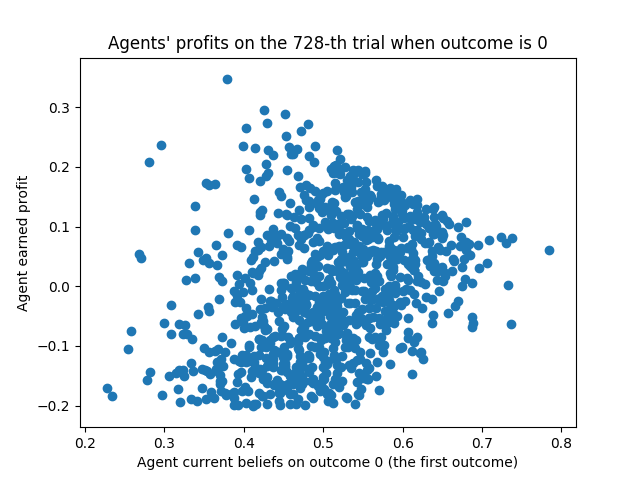 Agents' profits on the 728-th trial when outcome is 0
Agent earned profit
0.3
0.2
0.1
0.0
−0.1
−0.2
0.2 0.3 0.4 0.5 0.6 0.7 0.8
Agent current beliefs on outcome 0 (the first outcome)